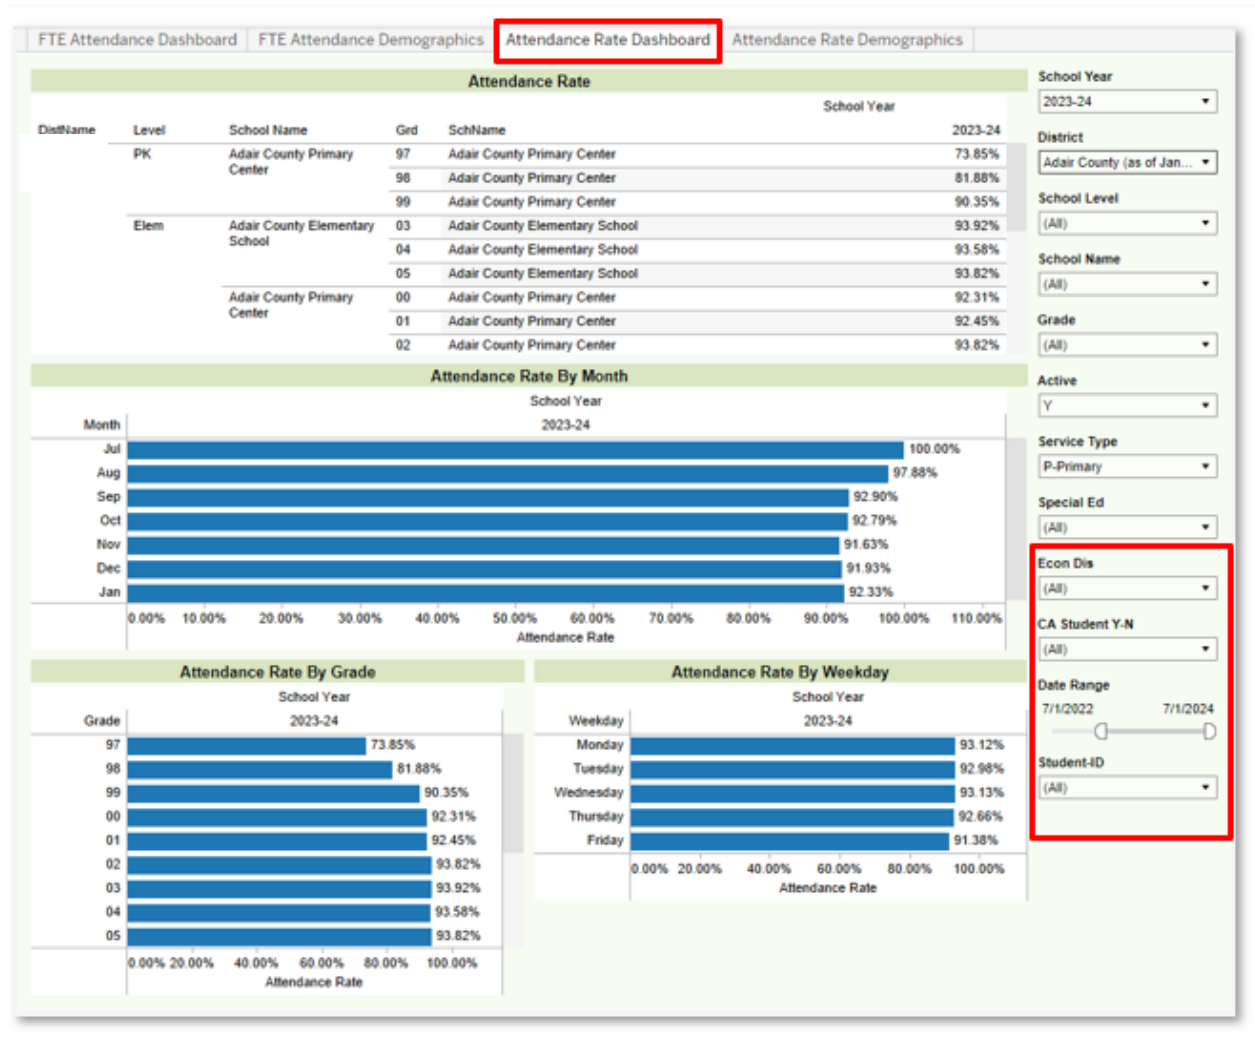 FTE Attendance Dashboard FTE Attendance Demographics Attendance Rate Dashboard Attendance Rate Demographics
Attendance Rate
School Year
DistName Level School Name Grd SchName 2023-24
PK Adair County Primary Center 97 Adair County Primary Center 73.85%
98 Adair County Primary Center 81.88%
99 Adair County Primary Center 90.35%
Elem Adair County Elementary School 03 Adair County Elementary School 93.92%
04 Adair County Elementary School 93.58%
05 Adair County Elementary School 93.82%
Adair County Primary Center 00 Adair County Primary Center 92.31%
01 Adair County Primary Center 92.45%
02 Adair County Primary Center 93.82%
Attendance Rate By Month
School Year
Month 2023-24
Jul 100.00%
Aug 97.88%
Sep 92.90%
Oct 92.79%
Nov 91.63%
Dec 91.93%
Jan 92.33%
0.00% 10.00% 20.00% 30.00% 40.00% 50.00% 60.00% 70.00% 80.00% 90.00% 100.00% 110.00%
Attendance Rate
Attendance Rate By Grade
School Year
Grade 2023-24
97 73.85%
98 81.88%
99 90.35%
00 92.31%
01 92.45%
02 93.82%
03 93.92%
04 93.58%
05 93.82%
0.00% 20.00% 40.00% 60.00% 80.00% 100.00%
Attendance Rate
Attendance Rate By Weekday
School Year
Weekday 2023-24
Monday 93.12%
Tuesday 92.98%
Wednesday 93.13%
Thursday 92.66%
Friday 91.38%
0.00% 20.00% 40.00% 60.00% 80.00% 100.00%
Attendance Rate
School Year
2023-24
District
Adair County (as of Jan...
School Level
(All)
School Name
(All)
Grade
(All)
Active
Y
Service Type
P-Primary
Special Ed
(All)
Econ Dis
(All)
CA Student Y-N
(All)
Date Range
7/1/2022 7/1/2024
Student-ID
(All)